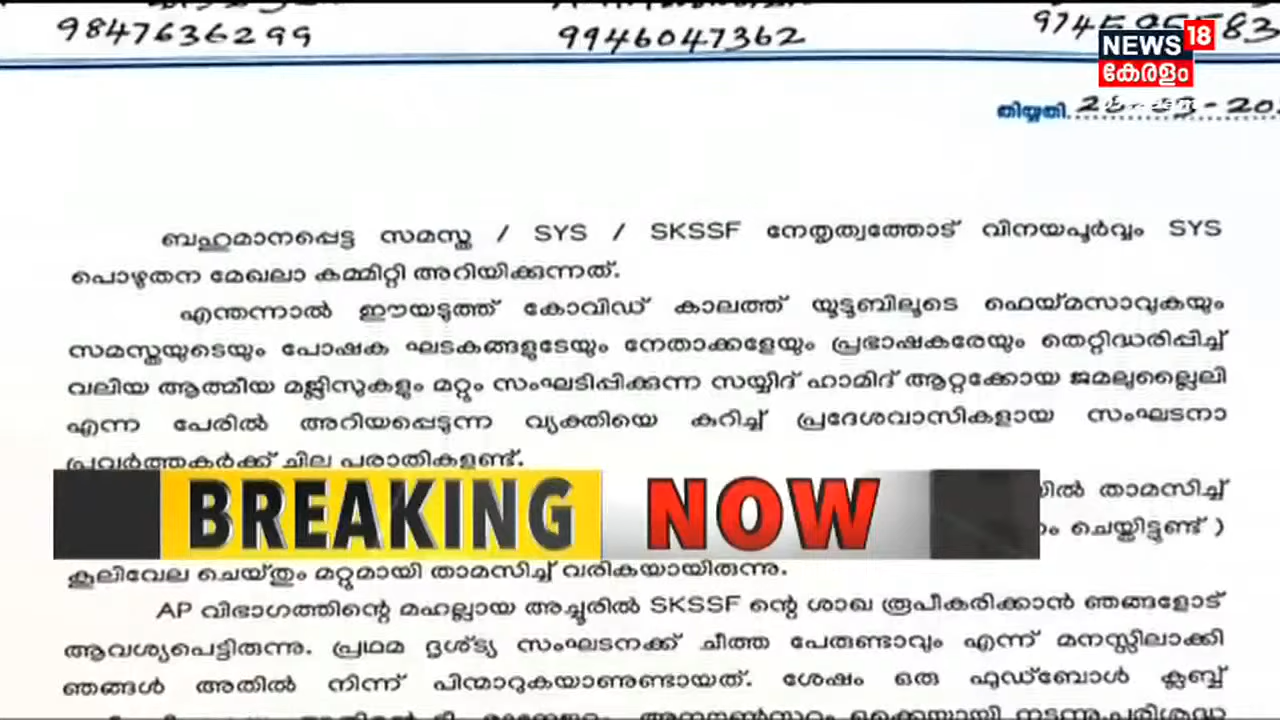 9847636299 9946047362
NEWS 18
കേരളം
തിയ്യതി.
ബഹുമാനപ്പെട്ട സമസ്ത / SYS / SKSSF നേതൃത്വത്തോട് വിനയപൂർവ്വം SYS
പൊഴുതന മേഖലാ കമ്മിറ്റി അറിയിക്കുന്നത്.
എന്തന്നാൽ ഈയടുത്ത് കോവിഡ് കാലത്ത് യൂട്യൂബിലൂടെ ഫെയ്മസാവുകയും
സമസ്തയുടെയും പോഷക ഘടകങ്ങളുടേയും നേതാക്കളേയും പ്രഭാഷകരേയും തെറ്റിദ്ധരിപ്പിച്ച്
വലിയ ആത്മീയ മജ്ലിസുകളും മറ്റും സംഘടിപ്പിക്കുന്ന സയ്യിദ് ഹാമിദ് ആറ്റക്കോയ ജമലുല്ലൈലി
എന്ന പേരിൽ അറിയപ്പെടുന്ന വ്യക്തിയെ കുറിച്ച് പ്രദേശവാസികളായ സംഘടനാ
പ്രവർത്തകർക്ക് ചില പരാതികളുണ്ട്.
താമസിച്ച്
BREAKING NOW
ചെയ്തിട്ടുണ്ട് )
കൂലിവേല ചെയ്തും മറ്റുമായി താമസിച്ച് വരികയായിരുന്നു.
AP വിഭാഗത്തിന്റെ മഹല്ലായ അച്ചൂരിൽ SKSSF ന്റെ ശാഖ രൂപീകരിക്കാൻ ഞങ്ങളോട്
ആവശ്യപെട്ടിരുന്നു. പ്രഥമ ദൃശ്ട്യ സംഘടനക്ക് ചീത്ത പേരുണ്ടാവും എന്ന് മനസ്സിലാക്കി
ഞങ്ങൾ അതിൽ നിന്ന് പിന്മാറുകയാണുണ്ടായത്. ശേഷം ഒരു ഫുഡ്ബോൾ ക്ലബ്ബ്